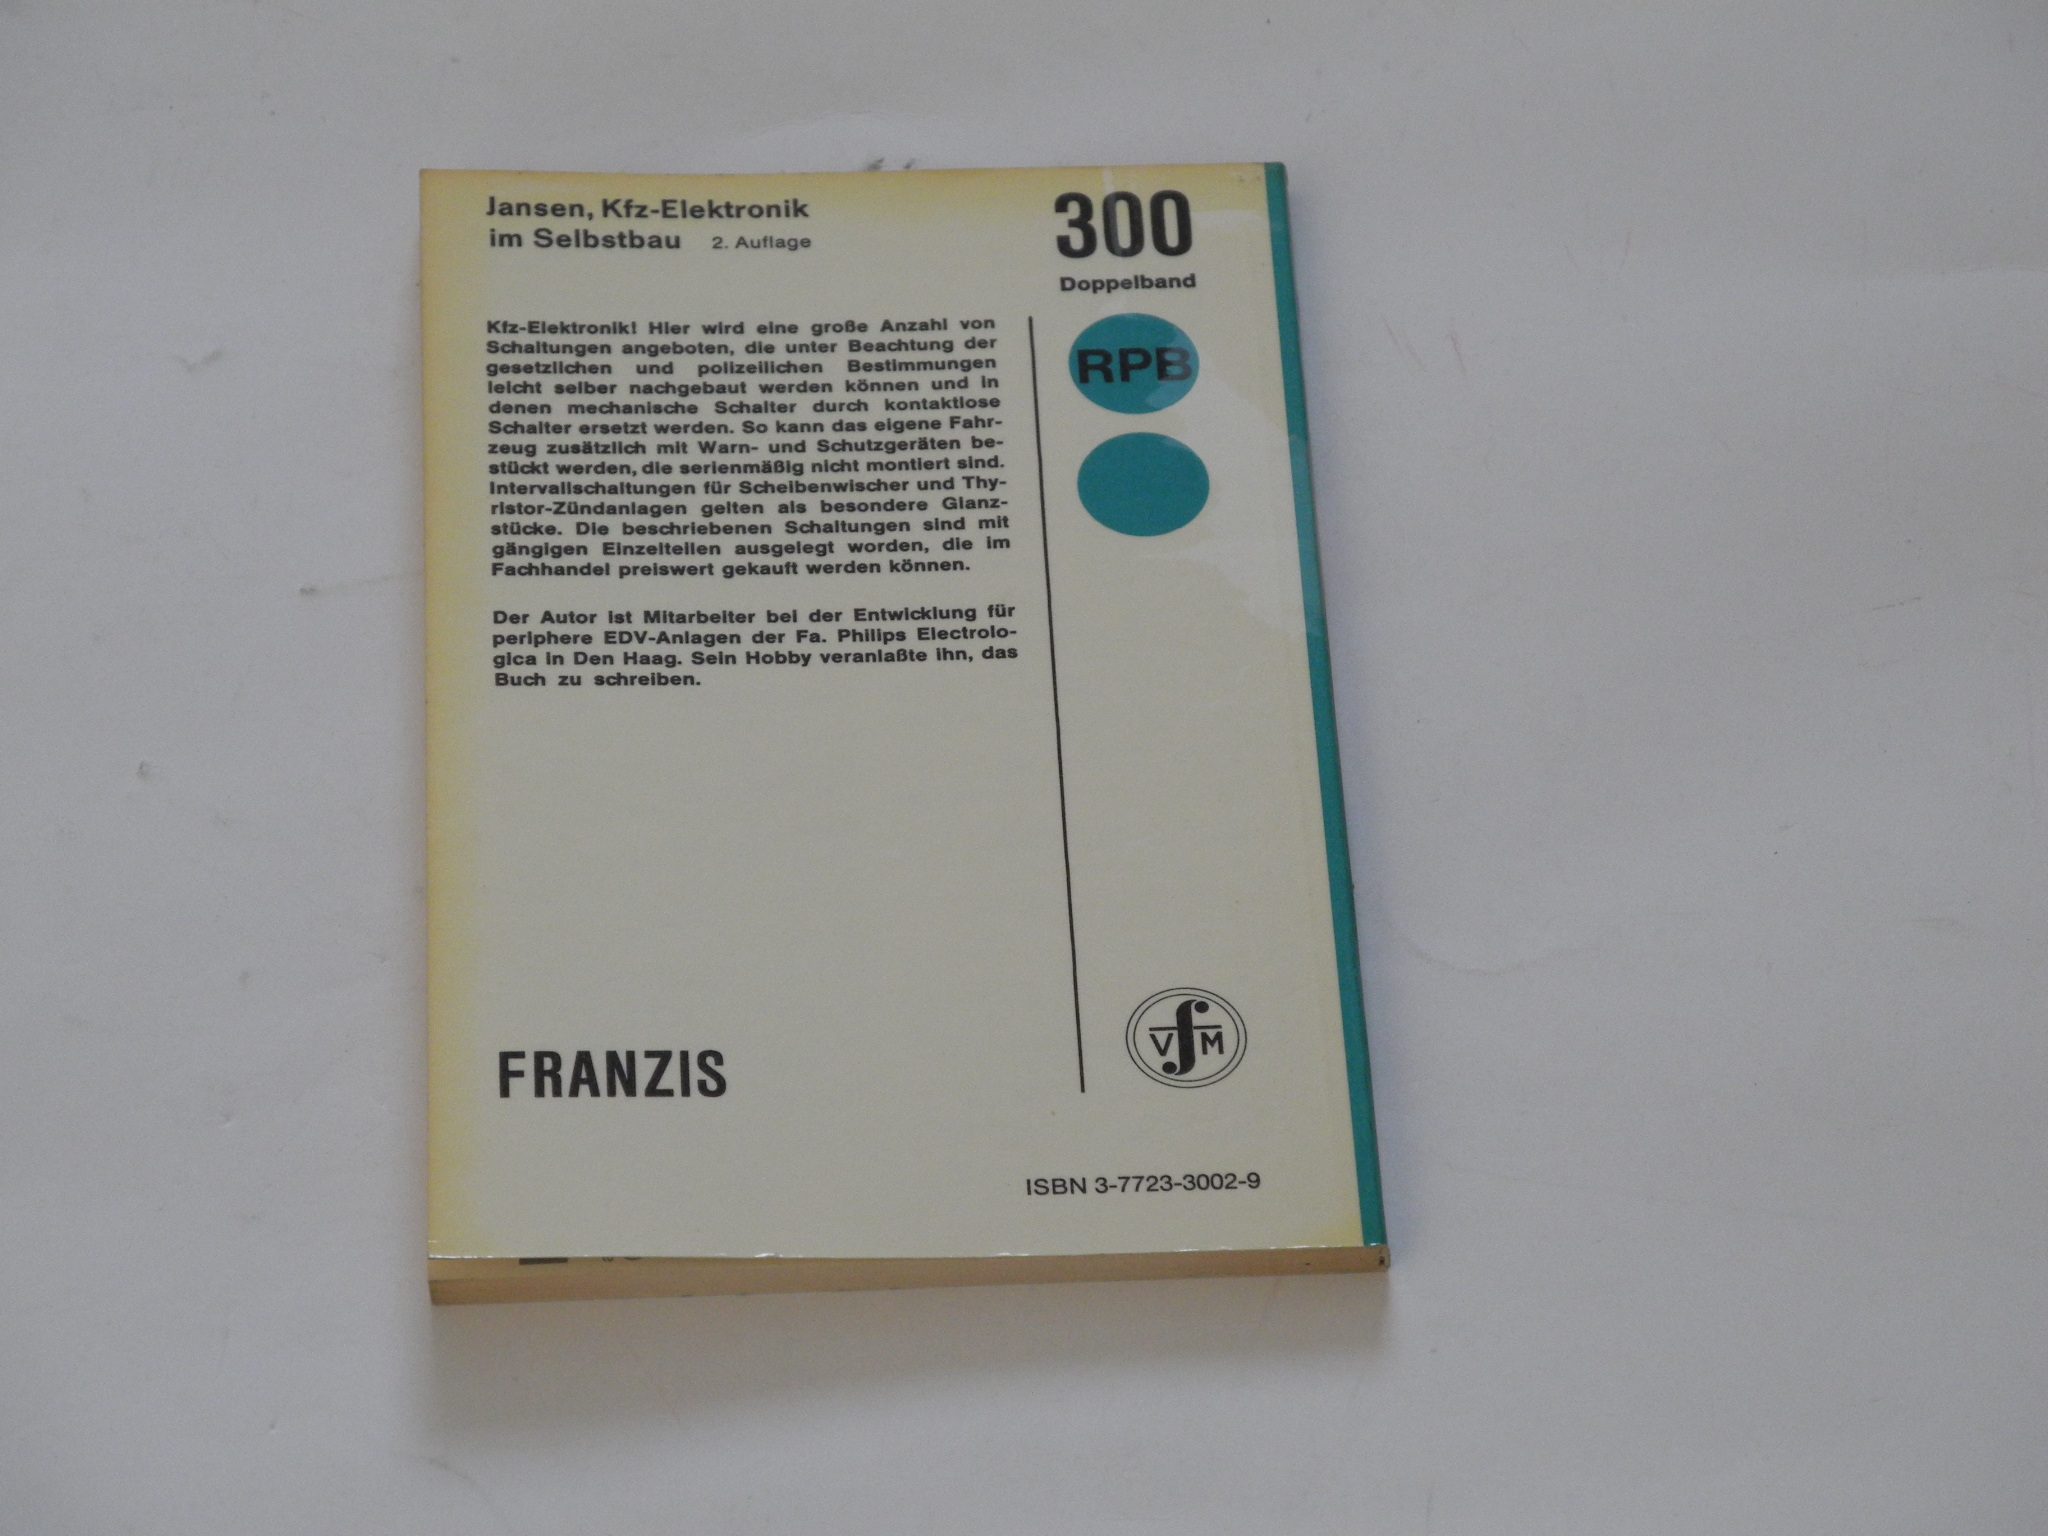 Jansen, Kfz-Elektronik
im Selbstbau 2. Auflage
300
Doppelband
RPB
Kfz-Elektronik! Hier wird eine große Anzahl von
Schaltungen angeboten, die unter Beachtung der
gesetzlichen und polizeilichen Bestimmungen
leicht selber nachgebaut werden können und in
denen mechanische Schalter durch kontaktlose
Schalter ersetzt werden. So kann das eigene Fahr-
zeug zusätzlich mit Warn- und Schutzgeräten be-
stückt werden, die serienmäßig nicht montiert sind.
Intervallschaltungen für Scheibenwischer und Thy-
ristor-Zündanlagen gelten als besondere Glanz-
stücke. Die beschriebenen Schaltungen sind mit
gängigen Einzelteilen ausgelegt worden, die im
Fachhandel preiswert gekauft werden können.
Der Autor ist Mitarbeiter bei der Entwicklung für
periphere EDV-Anlagen der Fa. Philips Electrolo-
gica in Den Haag. Sein Hobby veranlaßte ihn, das
Buch zu schreiben.
FRANZIS
VfM
ISBN 3-7723-3002-9